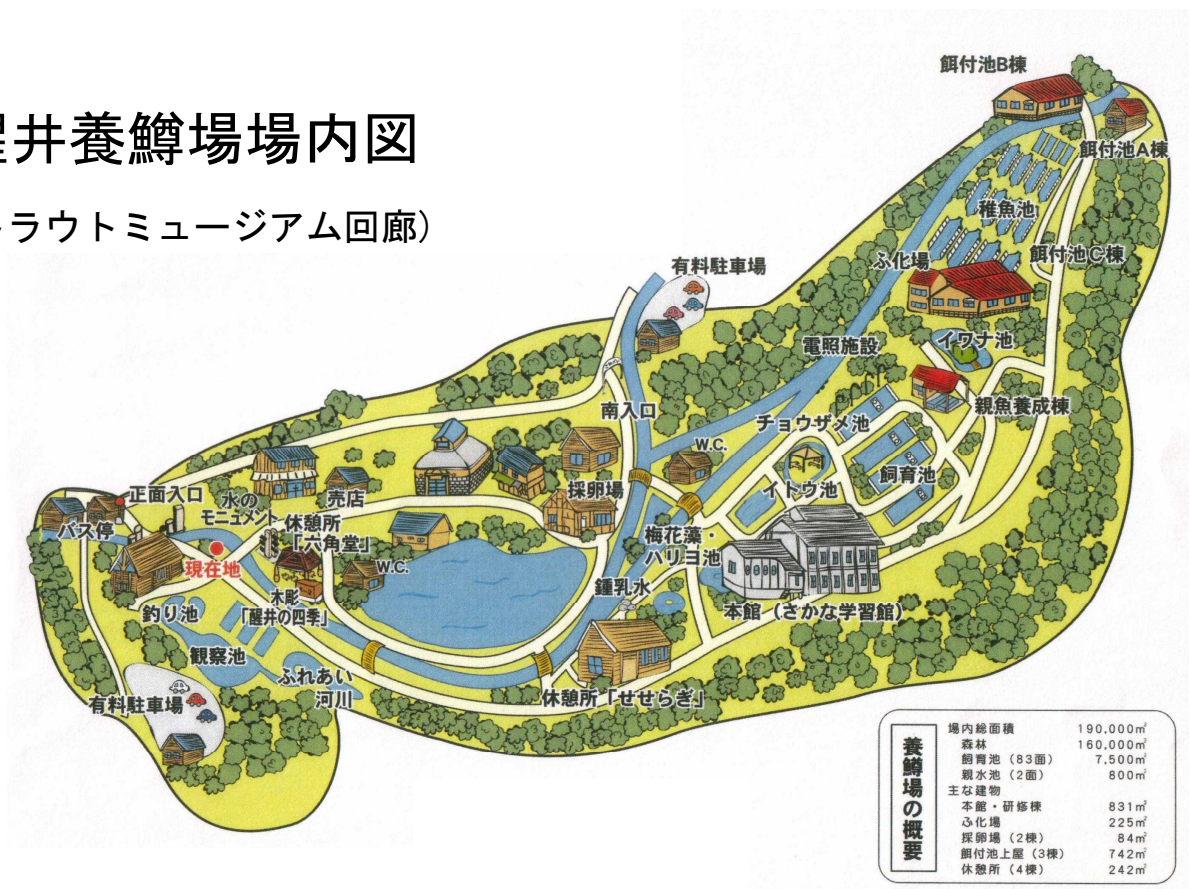 井養鱒場場内図
ラウトミュージアム回廊)
餌付池B棟
餌付池A棟
稚魚池
餌付池C棟
ふ化場
有料駐車場
イワナ池
電照施設
親魚養成棟
南入口
チョウザメ池
W.C.
飼育池
イトウ池
採卵場
正面入口
水の
モニュメント
売店
バス停
休憩所
「六角堂」
梅花藻・
ハリヨ池
現在地
W.C.
鍾乳水
木彫
「醒井の四季」
釣り池
本館(さかな学習館)
観察池
ふれあい
河川
有料駐車場
休憩所「せせらぎ」
養鱒場の概要
場内総面積 190,000㎡
森林 160,000㎡
飼育池(83面) 7,500㎡
親水池(2面) 800㎡
主な建物
本館・研修棟 831㎡
ふ化場 225㎡
採卵場(2棟) 84㎡
餌付池上屋(3棟) 742㎡
休憩所(4棟) 242㎡